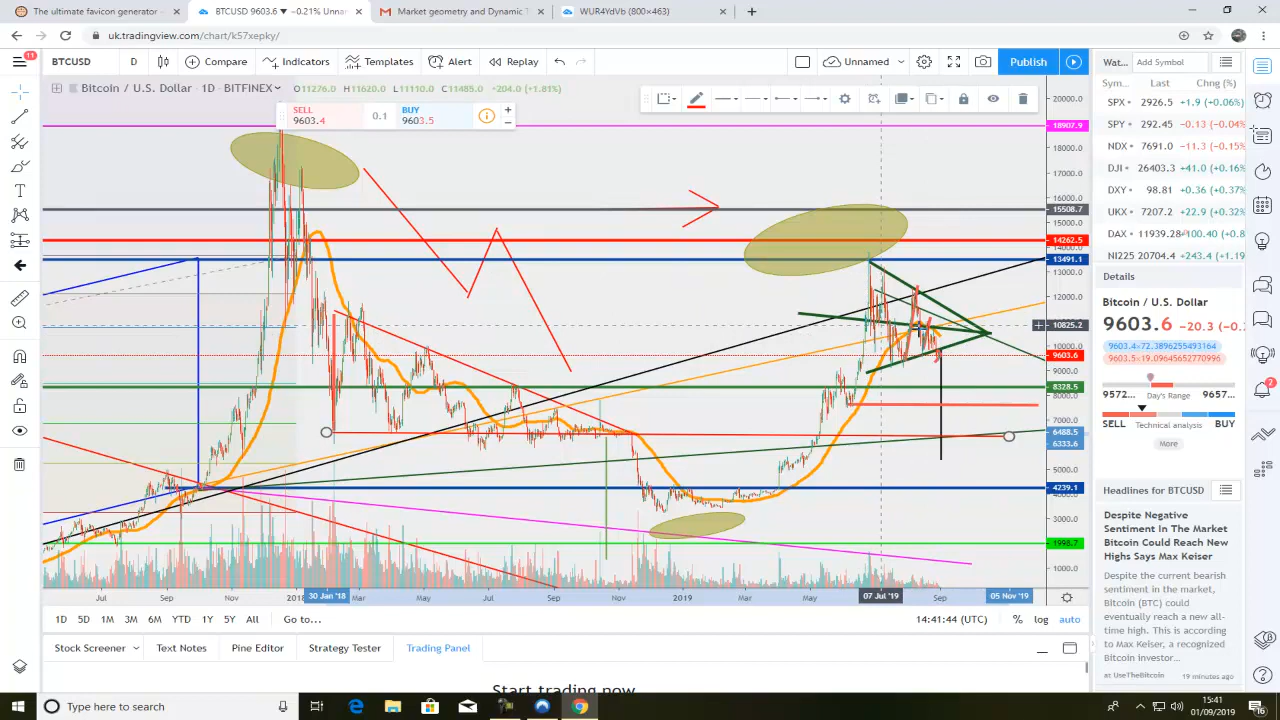 The ultimate favicon generator
BTCUSD 9603.6 ▼ −0.21% Unnar
Market geometry and Dynamic T
WUR4YdVb (800×463)
uk.tradingview.com/chart/k57xepky/
11
BTCUSD
D
Compare
Indicators
Templates
Alert
Replay
Unnamed
Publish
Wat...
Add Symbol
Bitcoin / U.S. Dollar · 1D · BITFINEX
O11276.0 H11620.0 L11110.0 C11485.0 +204.0 (+1.81%)
SELL
9603.4
0.1
BUY
9603.5
Sym... Last Chng (%)
SPX 2926.5 +1.9 (+0.06%)
SPY 292.45 −0.13 (−0.04%
NDX 7691.0 −11.3 (−0.15%
DJI 26403.3 +41.0 (+0.16%)
DXY 98.81 +0.36 (+0.37%)
UKX 7207.2 +22.9 (+0.32%)
DAX 11939.28 +100.40 (+0.8
NI225 20704.4 +243.4 (+1.19
20000.0
18907.9
18000.0
17000.0
16000.0
15508.7
15000.0
14262.5
13491.1
13000.0
12000.0
10825.2
10000.0
9603.6
9000.0
8328.5
8000.0
7000.0
6488.5
6333.6
5000.0
4239.1
4000.0
3000.0
1998.7
1000.0
Details
Bitcoin / U.S. Dollar
9603.6 −20.3 (−0.2
9603.4×72.3896255493164
9603.5×19.09645652770996
9572... Day's Range 9657...
SELL Technical analysis BUY
More
2
Headlines for BTCUSD
Despite Negative
Sentiment In The Market
Bitcoin Could Reach New
Highs Says Max Keiser
Despite the current bearish
sentiment in the market,
Bitcoin (BTC) could
eventually reach a new all-
time high. This is according
to Max Keiser, a recognized
Bitcoin investor...
at UseTheBitcoin 19 minutes ago
Jul Sep Nov 2018 30 Jan '18 Mar May Jul Sep Nov 2019 Mar May 07 Jul '19 Sep 05 Nov '19
1D 5D 1M 3M 6M YTD 1Y 5Y All Go to...
14:41:44 (UTC) % log auto
Stock Screener
Text Notes
Pine Editor
Strategy Tester
Trading Panel
Start trading now
Type here to search
15:41
01/09/2019
16